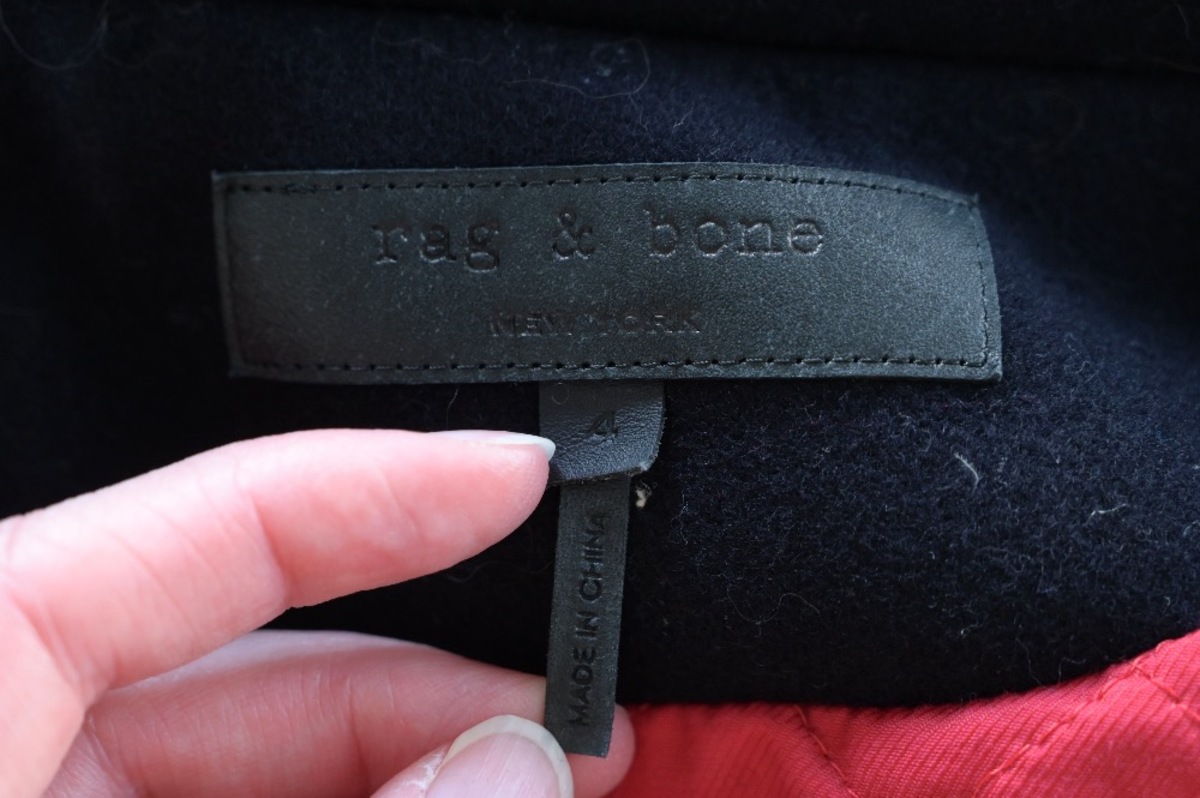 rag & bone
NEW YORK
4
MADE IN CHINA